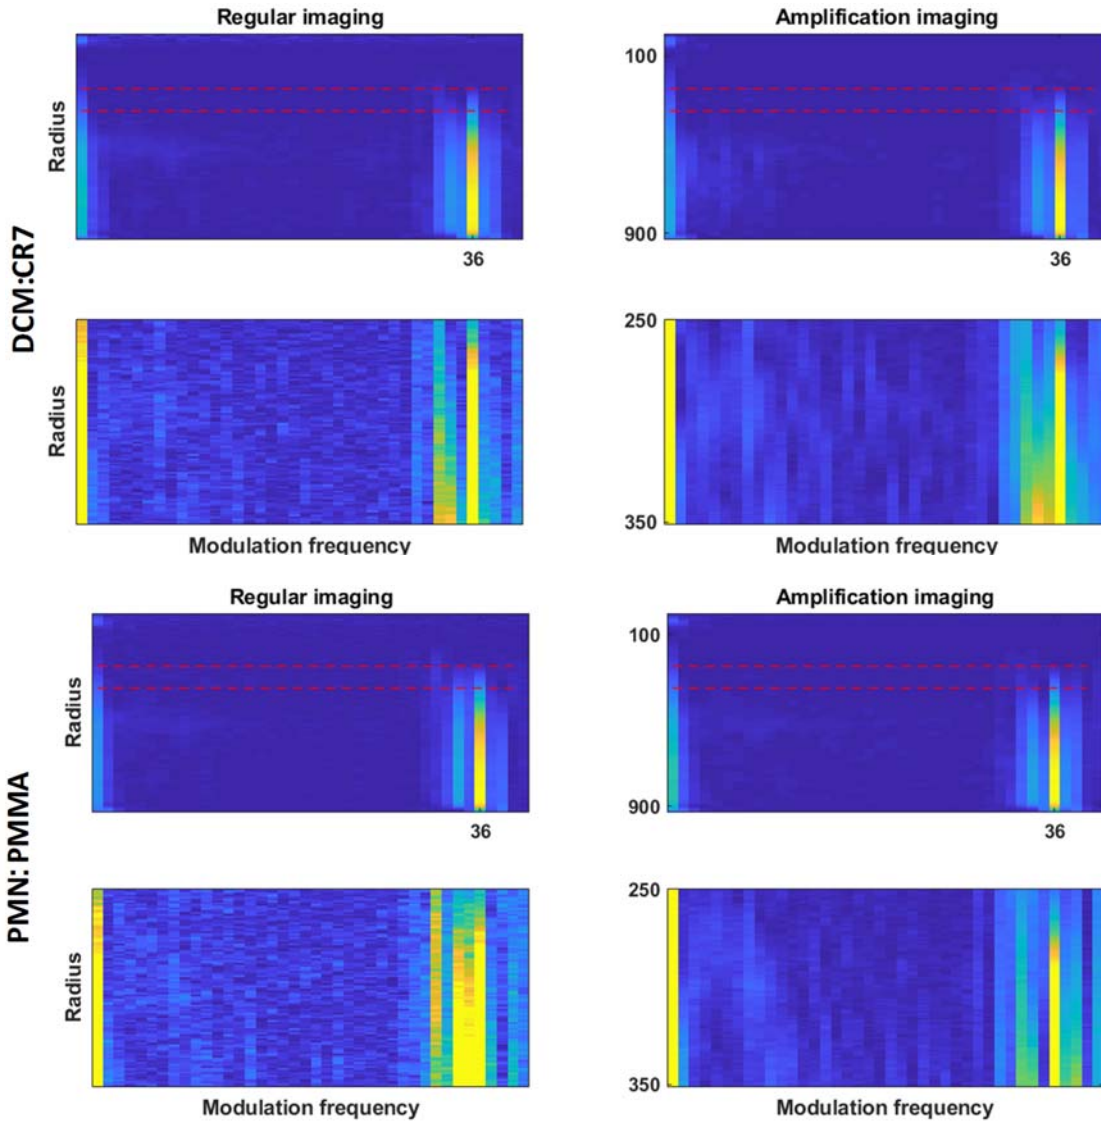 Regular imaging
Amplification imaging
DCM:CR7
Radius
100
900
36
36
Radius
250
350
Modulation frequency
Modulation frequency
Regular imaging
Amplification imaging
PMN: PMMA
Radius
100
900
36
36
Radius
250
350
Modulation frequency
Modulation frequency